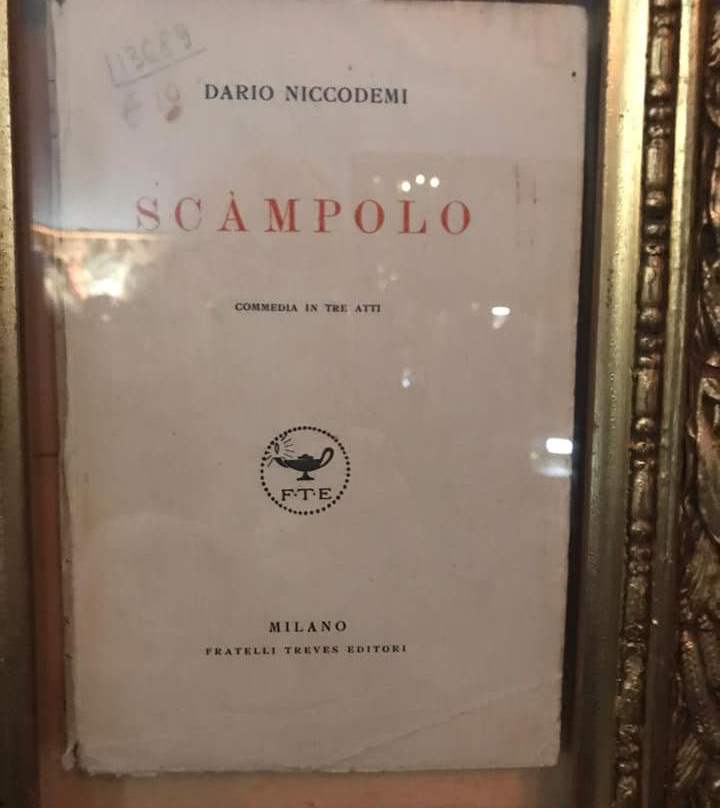 DARIO NICCODEMI
SCÀMPOLO
COMMEDIA IN TRE ATTI
F·T·E
MILANO
FRATELLI TREVES EDITORI